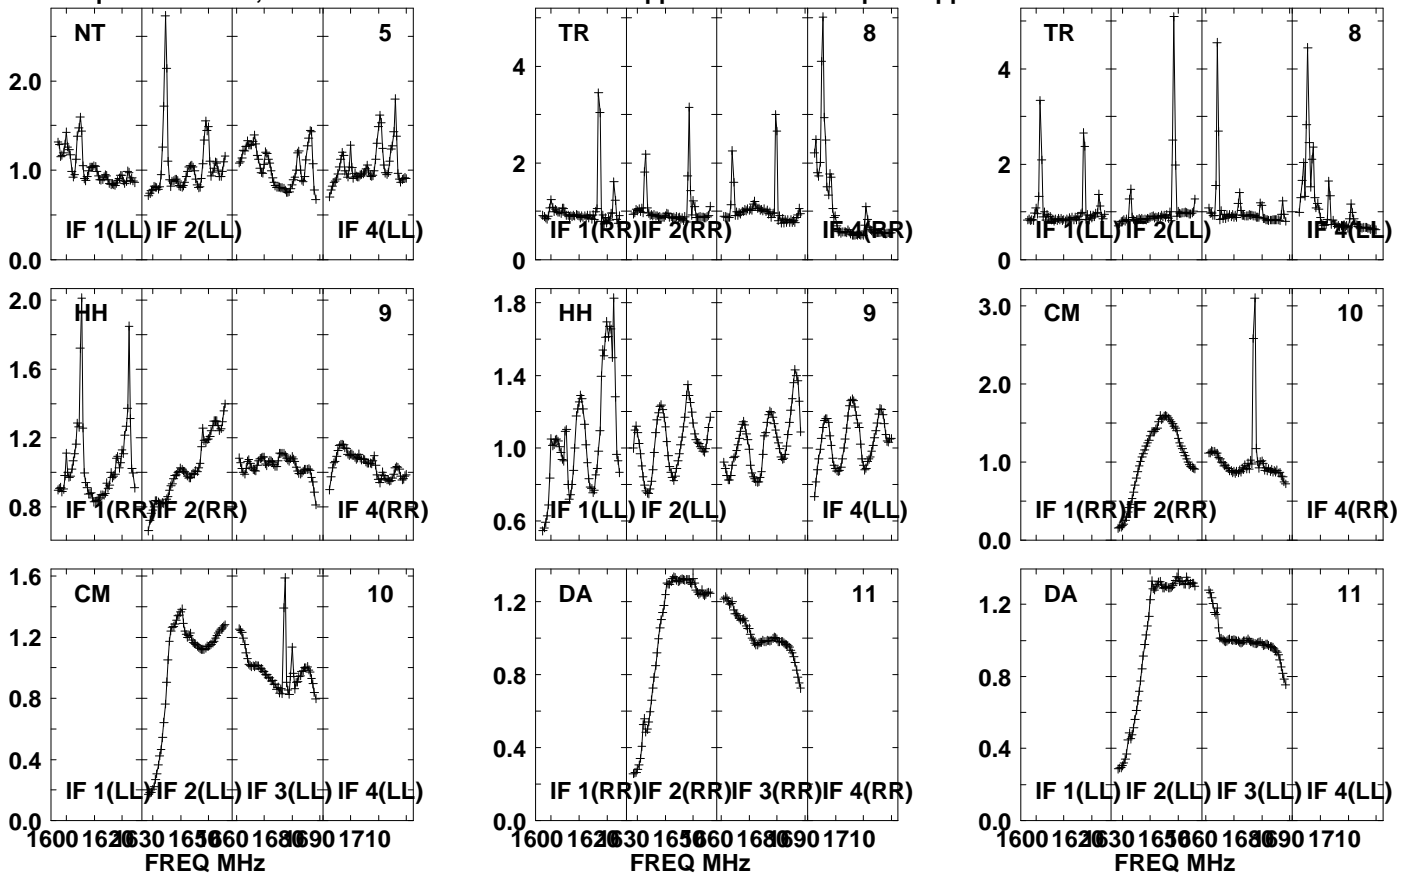 NT 5
2.0
1.0
0.0
IF 1(LL) IF 2(LL) IF 4(LL)
TR 8
4
2
0
IF 1(RR) IF 2(RR) IF 4(RR)
TR 8
4
2
0
IF 1(LL) IF 2(LL) IF 4(LL)
HH 9
2.0
1.6
1.2
0.8
IF 1(RR) IF 2(RR) IF 4(RR)
HH 9
1.8
1.4
1.0
0.6
IF 1(LL) IF 2(LL) IF 4(LL)
CM 10
3.0
2.0
1.0
0.0
IF 1(RR) IF 2(RR) IF 4(RR)
CM 10
1.6
1.2
0.8
0.4
0.0
IF 1(LL) IF 2(LL) IF 3(LL) IF 4(LL)
1600 1620 1630 1650 1660 1680 1690 1710
FREQ MHz
DA 11
1.2
0.8
0.4
0.0
IF 1(RR) IF 2(RR) IF 3(RR) IF 4(RR)
1600 1620 1630 1650 1660 1680 1690 1710
DA 11
1.2
0.8
0.4
0.0
IF 1(LL) IF 2(LL) IF 3(LL) IF 4(LL)
1600 1620 1630 1650 1660 1680 1690 1710
FREQ MHz